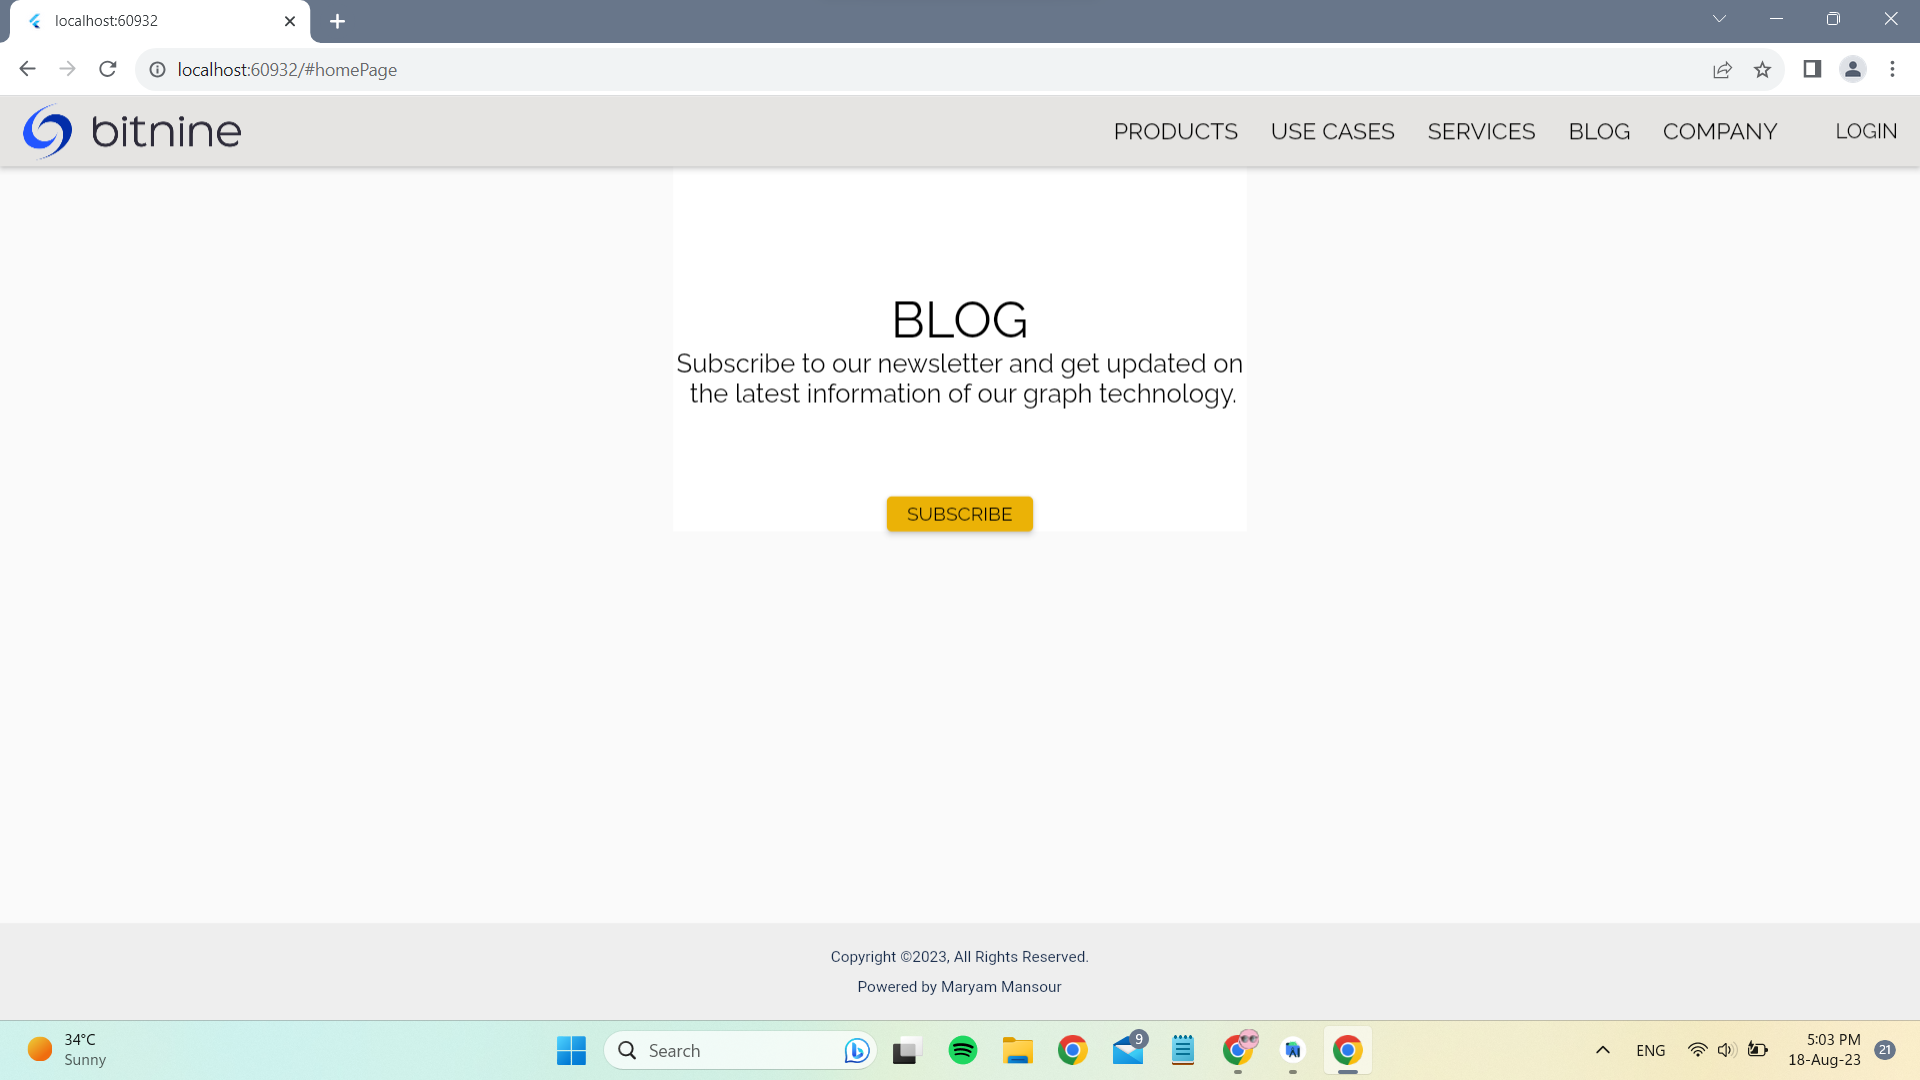 localhost:60932
localhost:60932/#homePage
bitnine
PRODUCTS USE CASES SERVICES BLOG COMPANY LOGIN
BLOG
Subscribe to our newsletter and get updated on
the latest information of our graph technology.
SUBSCRIBE
Copyright ©2023, All Rights Reserved.
Powered by Maryam Mansour
34°C
Sunny
Search
9
ENG
5:03 PM
18-Aug-23
21